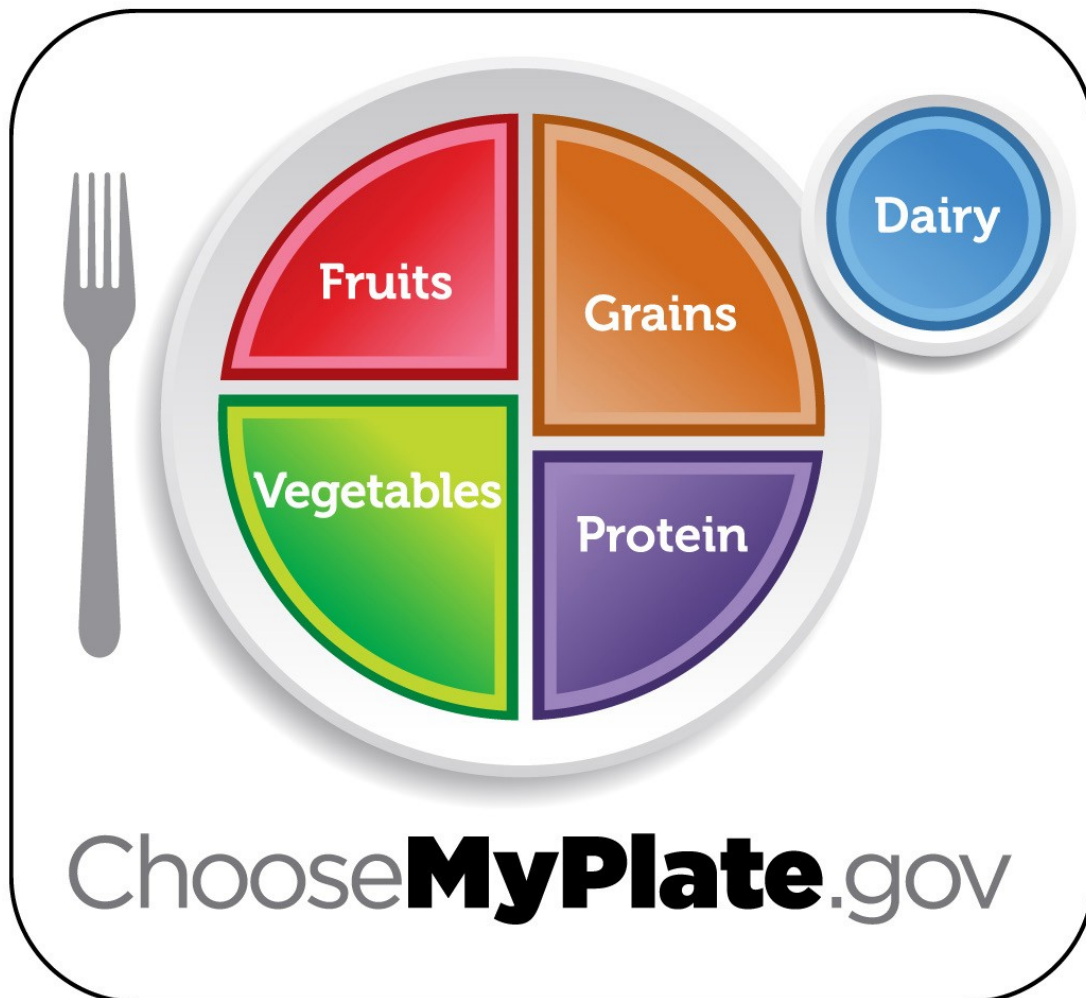 Fruits
Grains
Dairy
Vegetables
Protein
ChooseMyPlate.gov